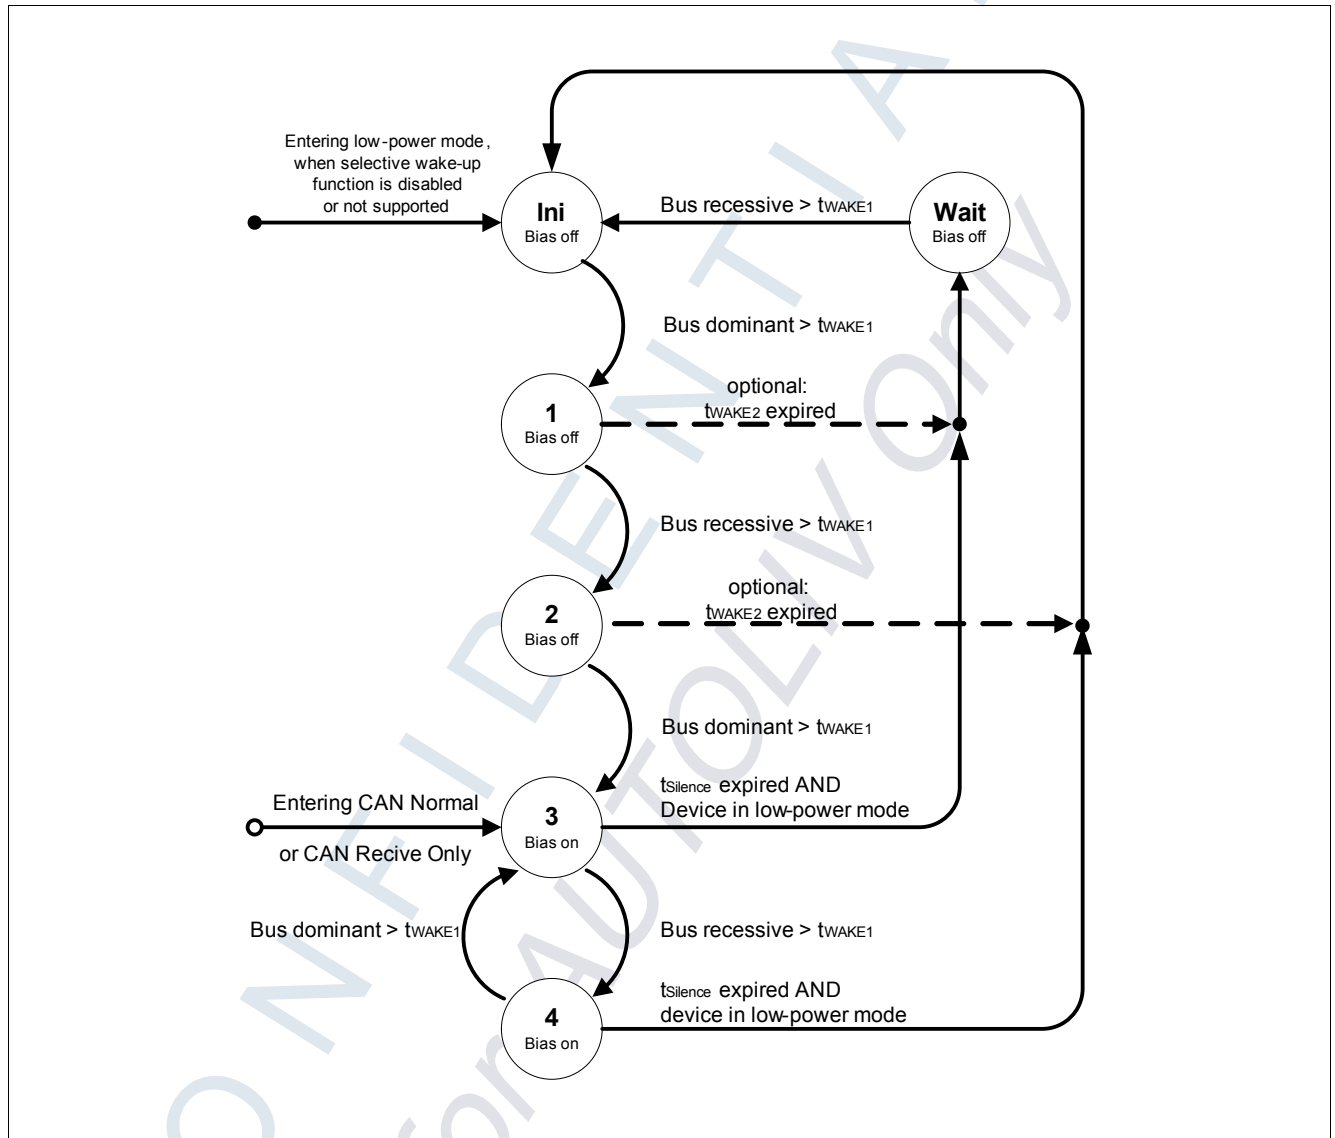 Entering low-power mode,
when selective wake-up
function is disabled
or not supported
Ini
Bias off
Bus recessive > tWAKE1
Wait
Bias off
Bus dominant > tWAKE1
1
Bias off
optional:
tWAKE2 expired
Bus recessive > tWAKE1
2
Bias off
optional:
tWAKE2 expired
Bus dominant > tWAKE1
tSilence expired AND
Device in low-power mode
Entering CAN Normal
or CAN Recive Only
3
Bias on
Bus dominant > tWAKE1
Bus recessive > tWAKE1
tSilence expired AND
device in low-power mode
4
Bias on
ONFIDENTIA
for AUTOLIV Only